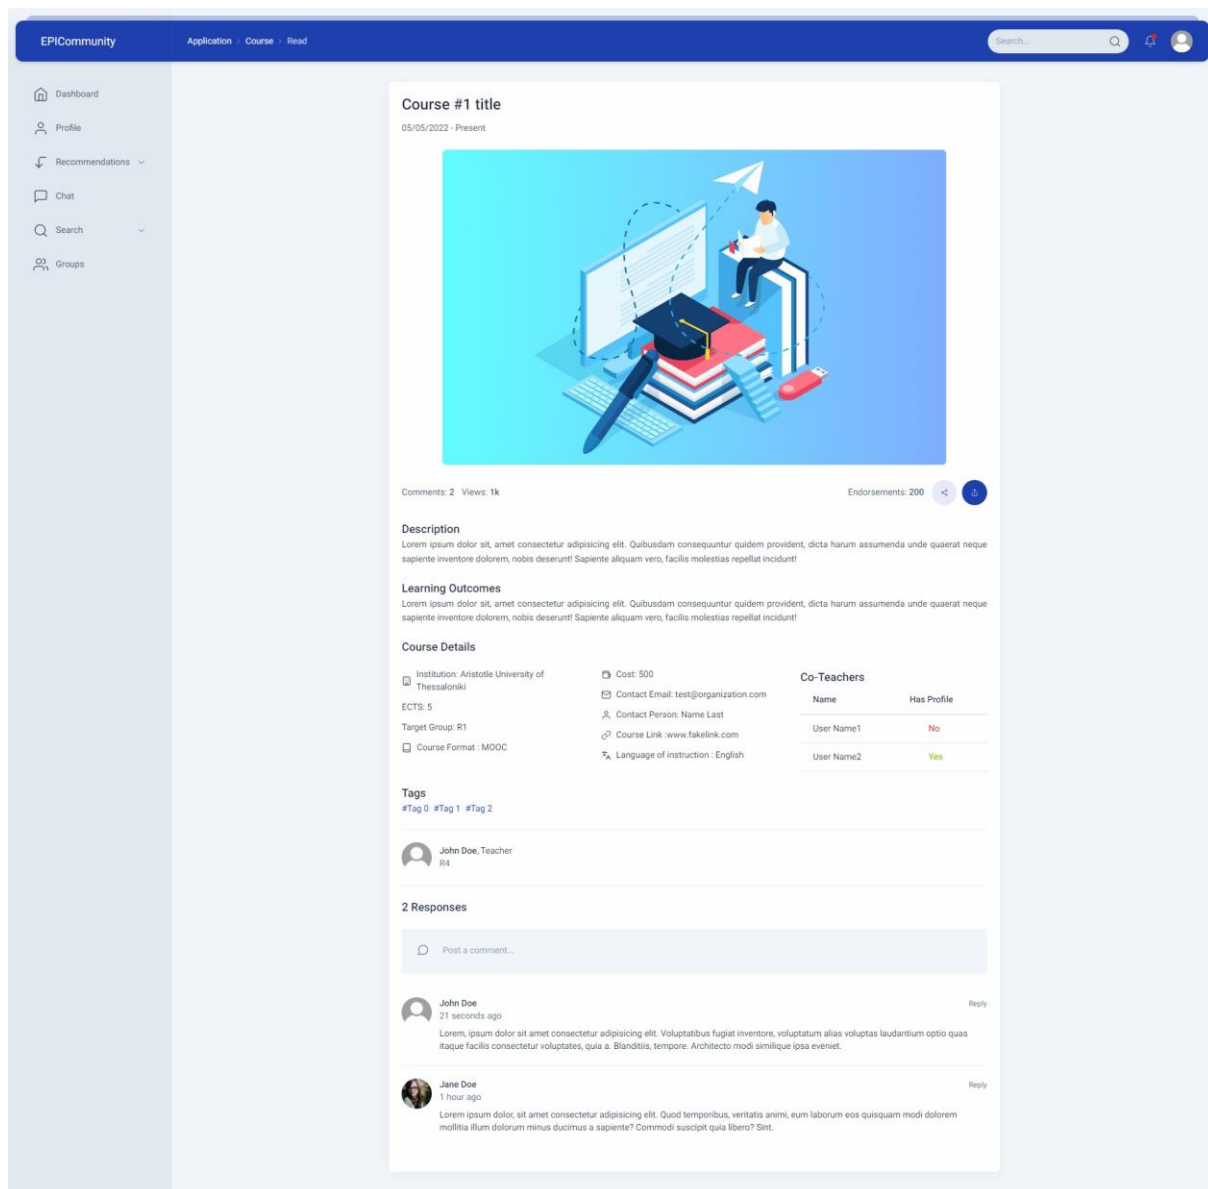 EPICommunity
Application > Course > Read
Search...
Dashboard
Profile
Recommendations
Chat
Search
Groups
Course #1 title
05/05/2022 - Present
Comments: 2 Views: 1k
Endorsements: 200
Description
Lorem ipsum dolor sit, amet consectetur adipisicing elit. Quibusdam consequuntur quidem provident, dicta harum assumenda unde quaerat neque
sapiente inventore dolorem, nobis deserunt! Sapiente aliquam vero, facilis molestias repellat incidunt!
Learning Outcomes
Lorem ipsum dolor sit, amet consectetur adipisicing elit. Quibusdam consequuntur quidem provident, dicta harum assumenda unde quaerat neque
sapiente inventore dolorem, nobis deserunt! Sapiente aliquam vero, facilis molestias repellat incidunt!
Course Details
Institution: Aristotle University of
Thessaloniki
ECTS: 5
Target Group: R1
Course Format : MOOC
Cost: 500
Contact Email: test@organization.com
Contact Person: Name Last
Course Link :www.fakelink.com
Language of instruction : English
Co-Teachers
Name Has Profile
User Name1 No
User Name2 Yes
Tags
#Tag 0 #Tag 1 #Tag 2
John Doe, Teacher
R4
2 Responses
Post a comment...
John Doe
Reply
21 seconds ago
Lorem, ipsum dolor sit amet consectetur adipisicing elit. Voluptatibus fugiat inventore, voluptatum alias voluptas laudantium optio quas
itaque facilis consectetur voluptates, quia a. Blanditiis, tempore. Architecto modi similique ipsa eveniet.
Jane Doe
Reply
1 hour ago
Lorem ipsum dolor, sit amet consectetur adipisicing elit. Quod temporibus, veritatis animi, eum laborum eos quisquam modi dolorem
mollitia illum dolorum minus ducimus a sapiente? Commodi suscipit quia libero? Sint.